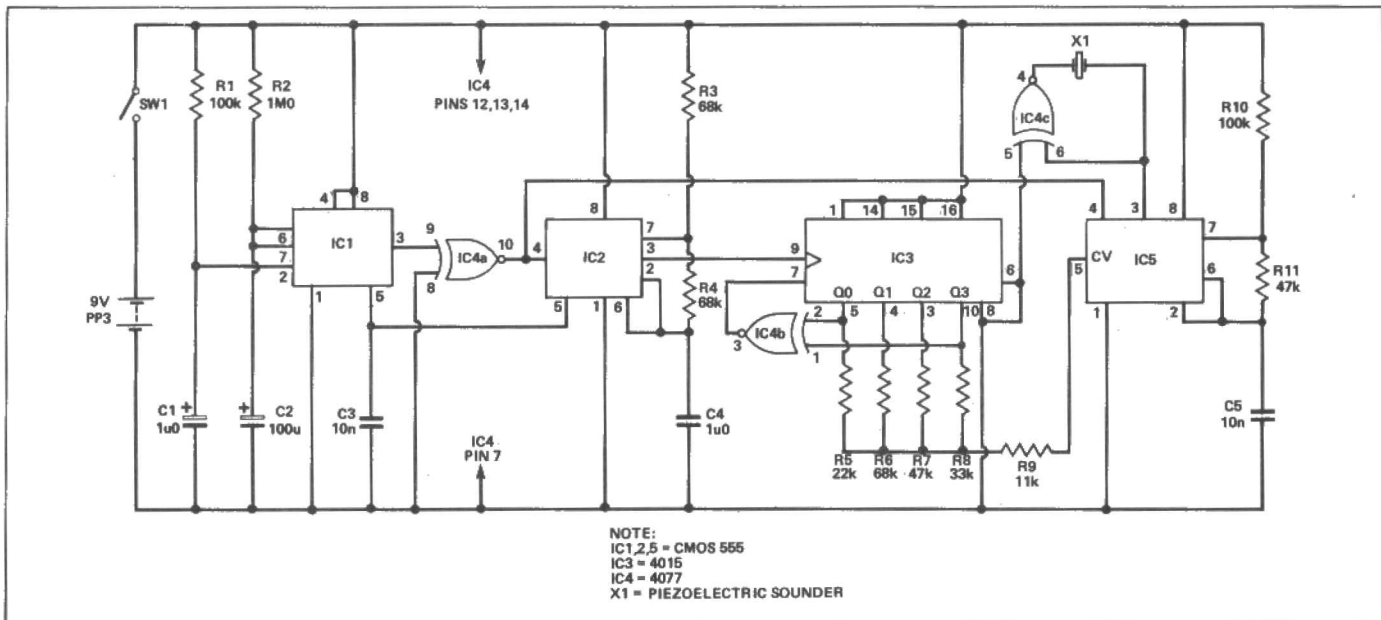 SW1
9V
PP3
R1
100k
R2
1M0
C1
1u0
+
C2
100u
+
C3
10n
4 8
6
7
2
IC1
3
1 5
9
8
IC4a
10
IC4
PINS 12,13,14
IC4
PIN 7
R3
68k
R4
68k
C4
1u0
8
4
IC2
7
3
2
5 1 6
1 14 15 16
9
7
IC3
6
Q0 Q1 Q2 Q3
5 4 3 10 8
IC4b
2
1
3
R5
22k
R6
68k
R7
47k
R8
33k
R9
11k
X1
4
IC4c
5 6
4 3 8
5 CV IC5
7
6
1 2
R10
100k
R11
47k
C5
10n
NOTE:
IC1,2,5 = CMOS 555
IC3 = 4015
IC4 = 4077
X1 = PIEZOELECTRIC SOUNDER